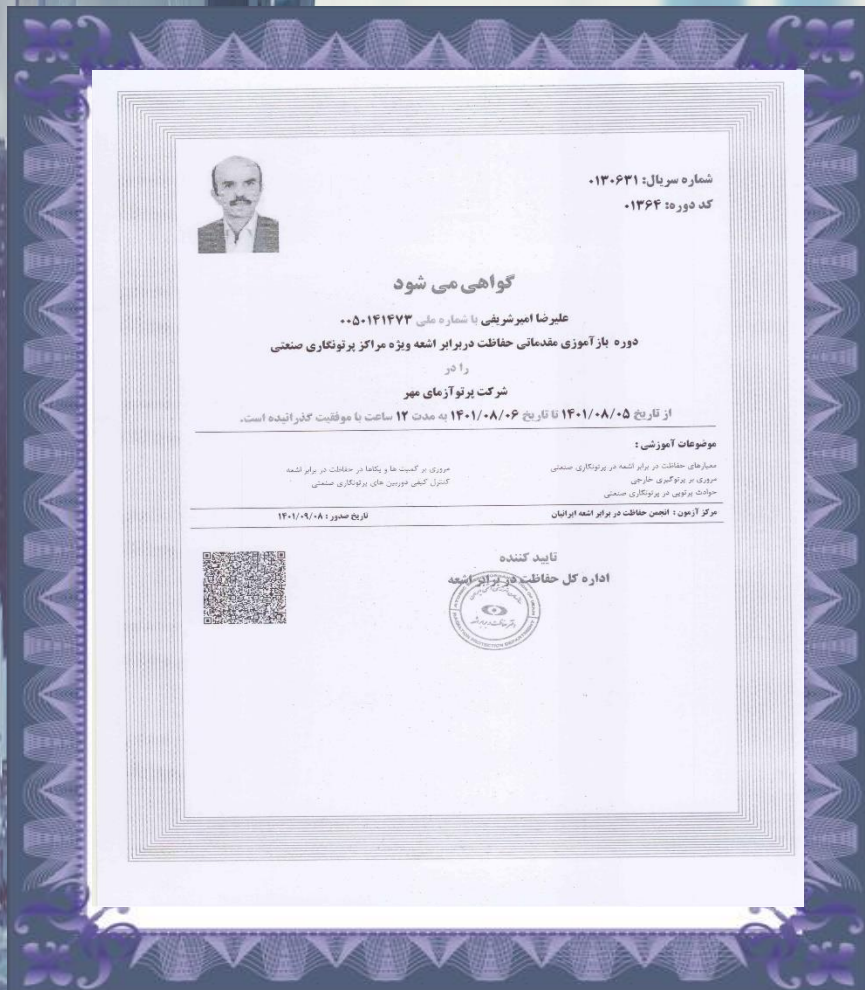 شماره سریال: ۰۱۳۰۶۳۱
کد دوره: ۰۱۳۶۴
گواهی می شود
علیرضا امیرشریفی با شماره ملی ۰۰۵۰۱۴۱۴۷۳
دوره بازآموزی مقدماتی حفاظت دربرابر اشعه ویژه مراکز پرتونگاری صنعتی
را در
شرکت پرتوآزمای مهر
از تاریخ ۱۴۰۱/۰۸/۰۵ تا تاریخ ۱۴۰۱/۰۸/۰۶ به مدت ۱۲ ساعت با موفقیت گذرانیده است.
موضوعات آموزشی :
معیارهای حفاظت در برابر اشعه در پرتونگاری صنعتی
مروری بر پرتوگیری خارجی
حوادث پرتویی در پرتونگاری صنعتی
مروری بر کمیت ها و یکاها در حفاظت در برابر اشعه
کنترل کیفی دوربین های پرتونگاری صنعتی
مرکز آزمون : انجمن حفاظت در برابر اشعه ایرانیان
تاریخ صدور : ۱۴۰۱/۰۹/۰۸
تایید کننده
اداره کل حفاظت در برابر اشعه